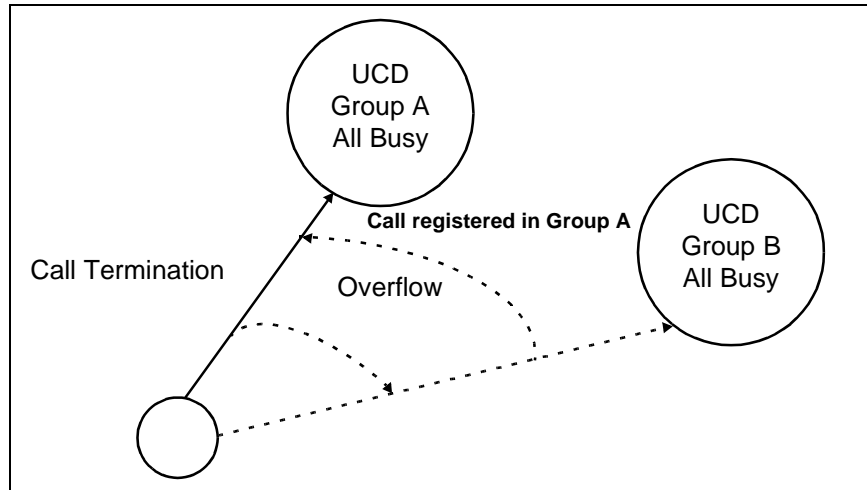 UCD
Group A
All Busy
Call registered in Group A
UCD
Group B
All Busy
Call Termination
Overflow